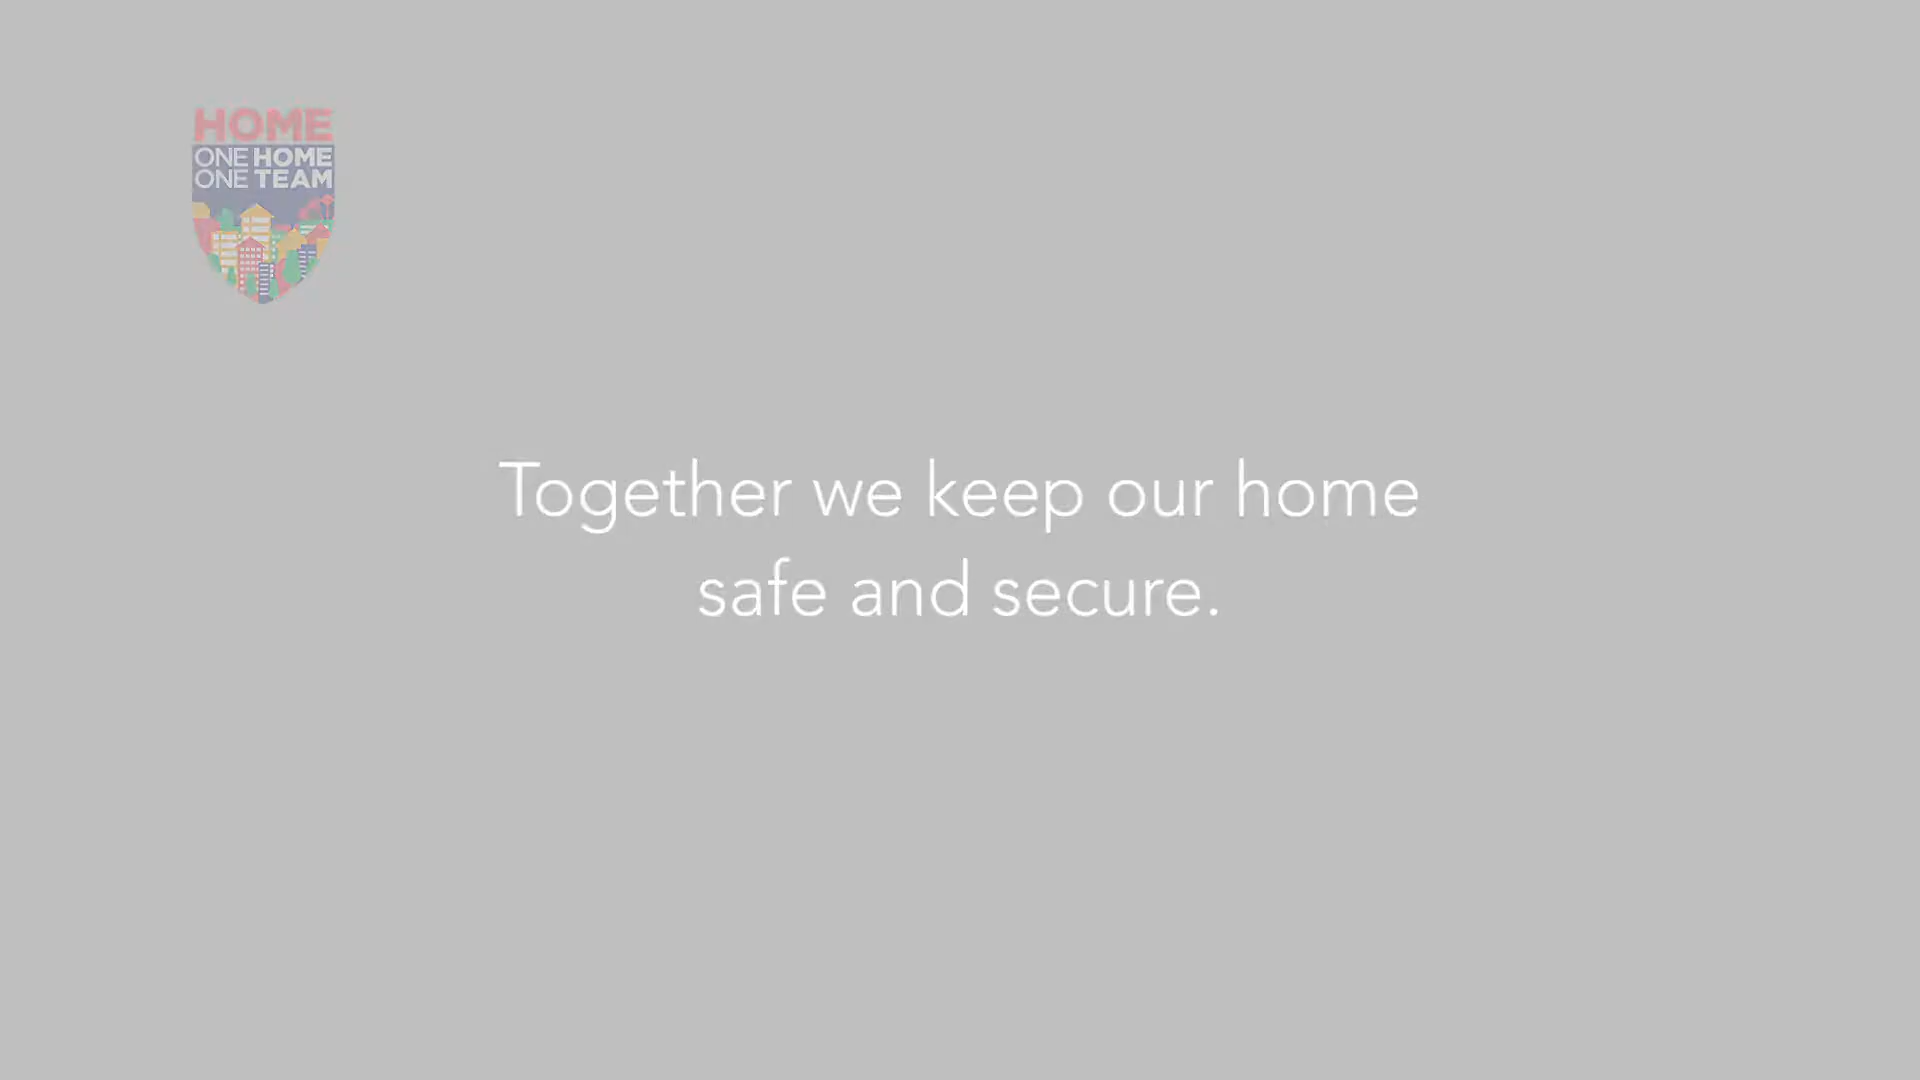 HOME
ONE HOME
ONE TEAM
Together we keep our home
safe and secure.